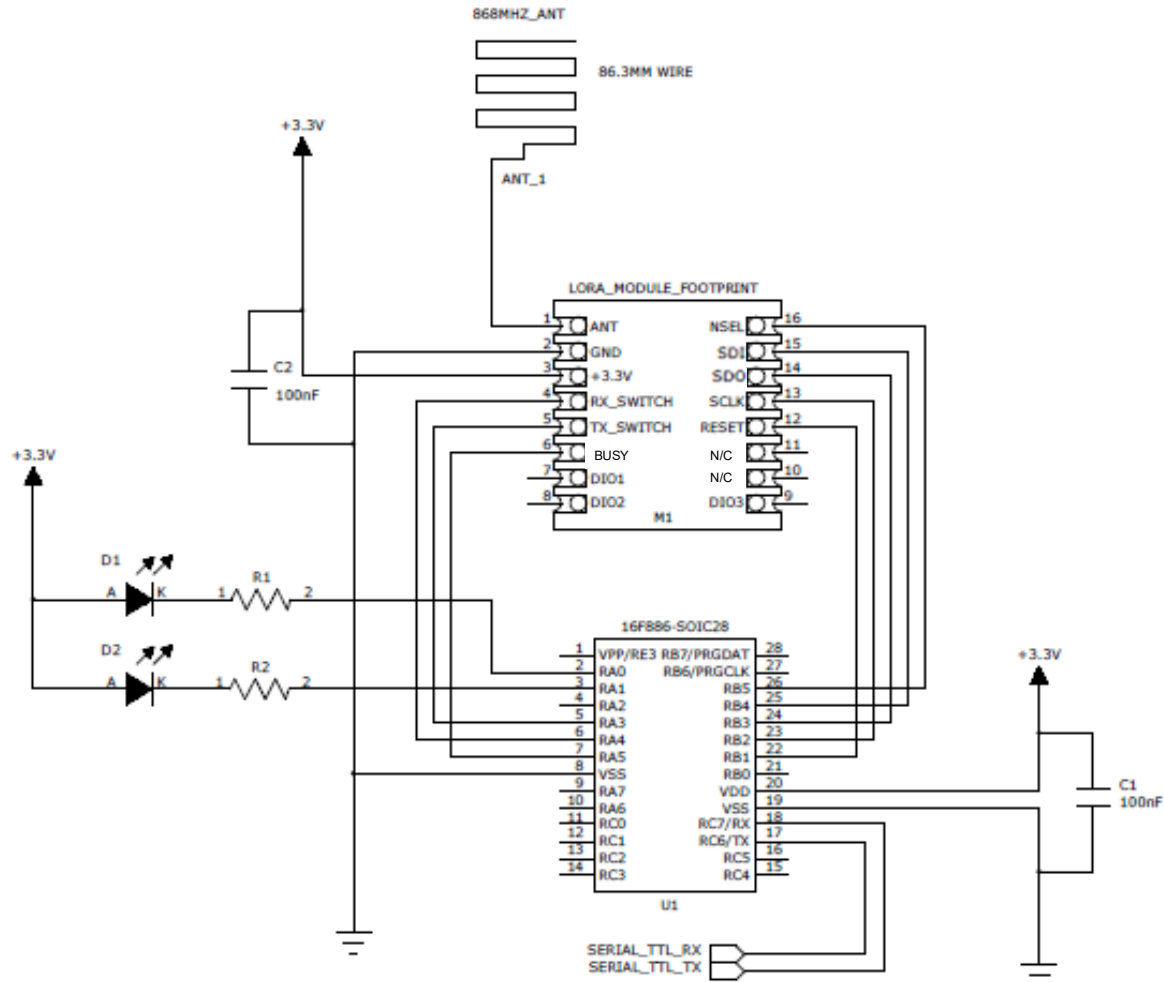 868MHZ_ANT
86.3MM WIRE
+3.3V
ANT_1
LORA_MODULE_FOOTPRINT
1 ANT NSEL 16
2 GND SDI 15
3 +3.3V SDO 14
4 RX_SWITCH SCLK 13
5 TX_SWITCH RESET 12
6 BUSY N/C 11
7 DIO1 N/C 10
8 DIO2 DIO3 9
M1
C2
100nF
+3.3V
D1
A K 1 R1 2
D2
A K 1 R2 2
16F886-SOIC28
1 VPP/RE3 RB7/PRGDAT 28
2 RA0 RB6/PRGCLK 27
3 RA1 RB5 26
4 RA2 RB4 25
5 RA3 RB3 24
6 RA4 RB2 23
7 RA5 RB1 22
8 VSS RB0 21
9 RA7 VDD 20
10 RA6 VSS 19
11 RC0 RC7/RX 18
12 RC1 RC6/TX 17
13 RC2 RC5 16
14 RC3 RC4 15
U1
+3.3V
C1
100nF
SERIAL_TTL_RX
SERIAL_TTL_TX